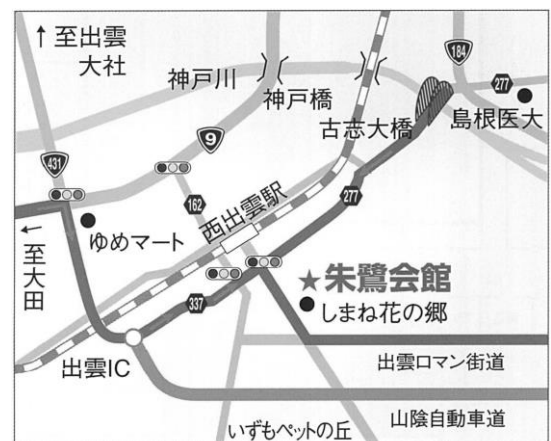 ↑至出雲
大社
神戸川
神戸橋
184
277
島根医大
古志大橋
9
431
162
277
西出雲駅
ゆめマート
←
至大田
337
★朱鷺会館
しまね花の郷
出雲IC
出雲ロマン街道
山陰自動車道
いずもペットの丘